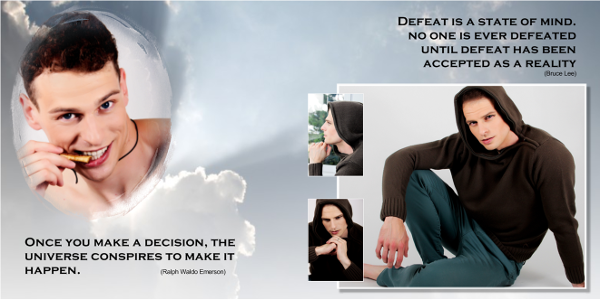 DEFEAT IS A STATE OF MIND.
NO ONE IS EVER DEFEATED
UNTIL DEFEAT HAS BEEN
ACCEPTED AS A REALITY
(Bruce Lee)
ONCE YOU MAKE A DECISION, THE
UNIVERSE CONSPIRES TO MAKE IT
HAPPEN. (Ralph Waldo Emerson)